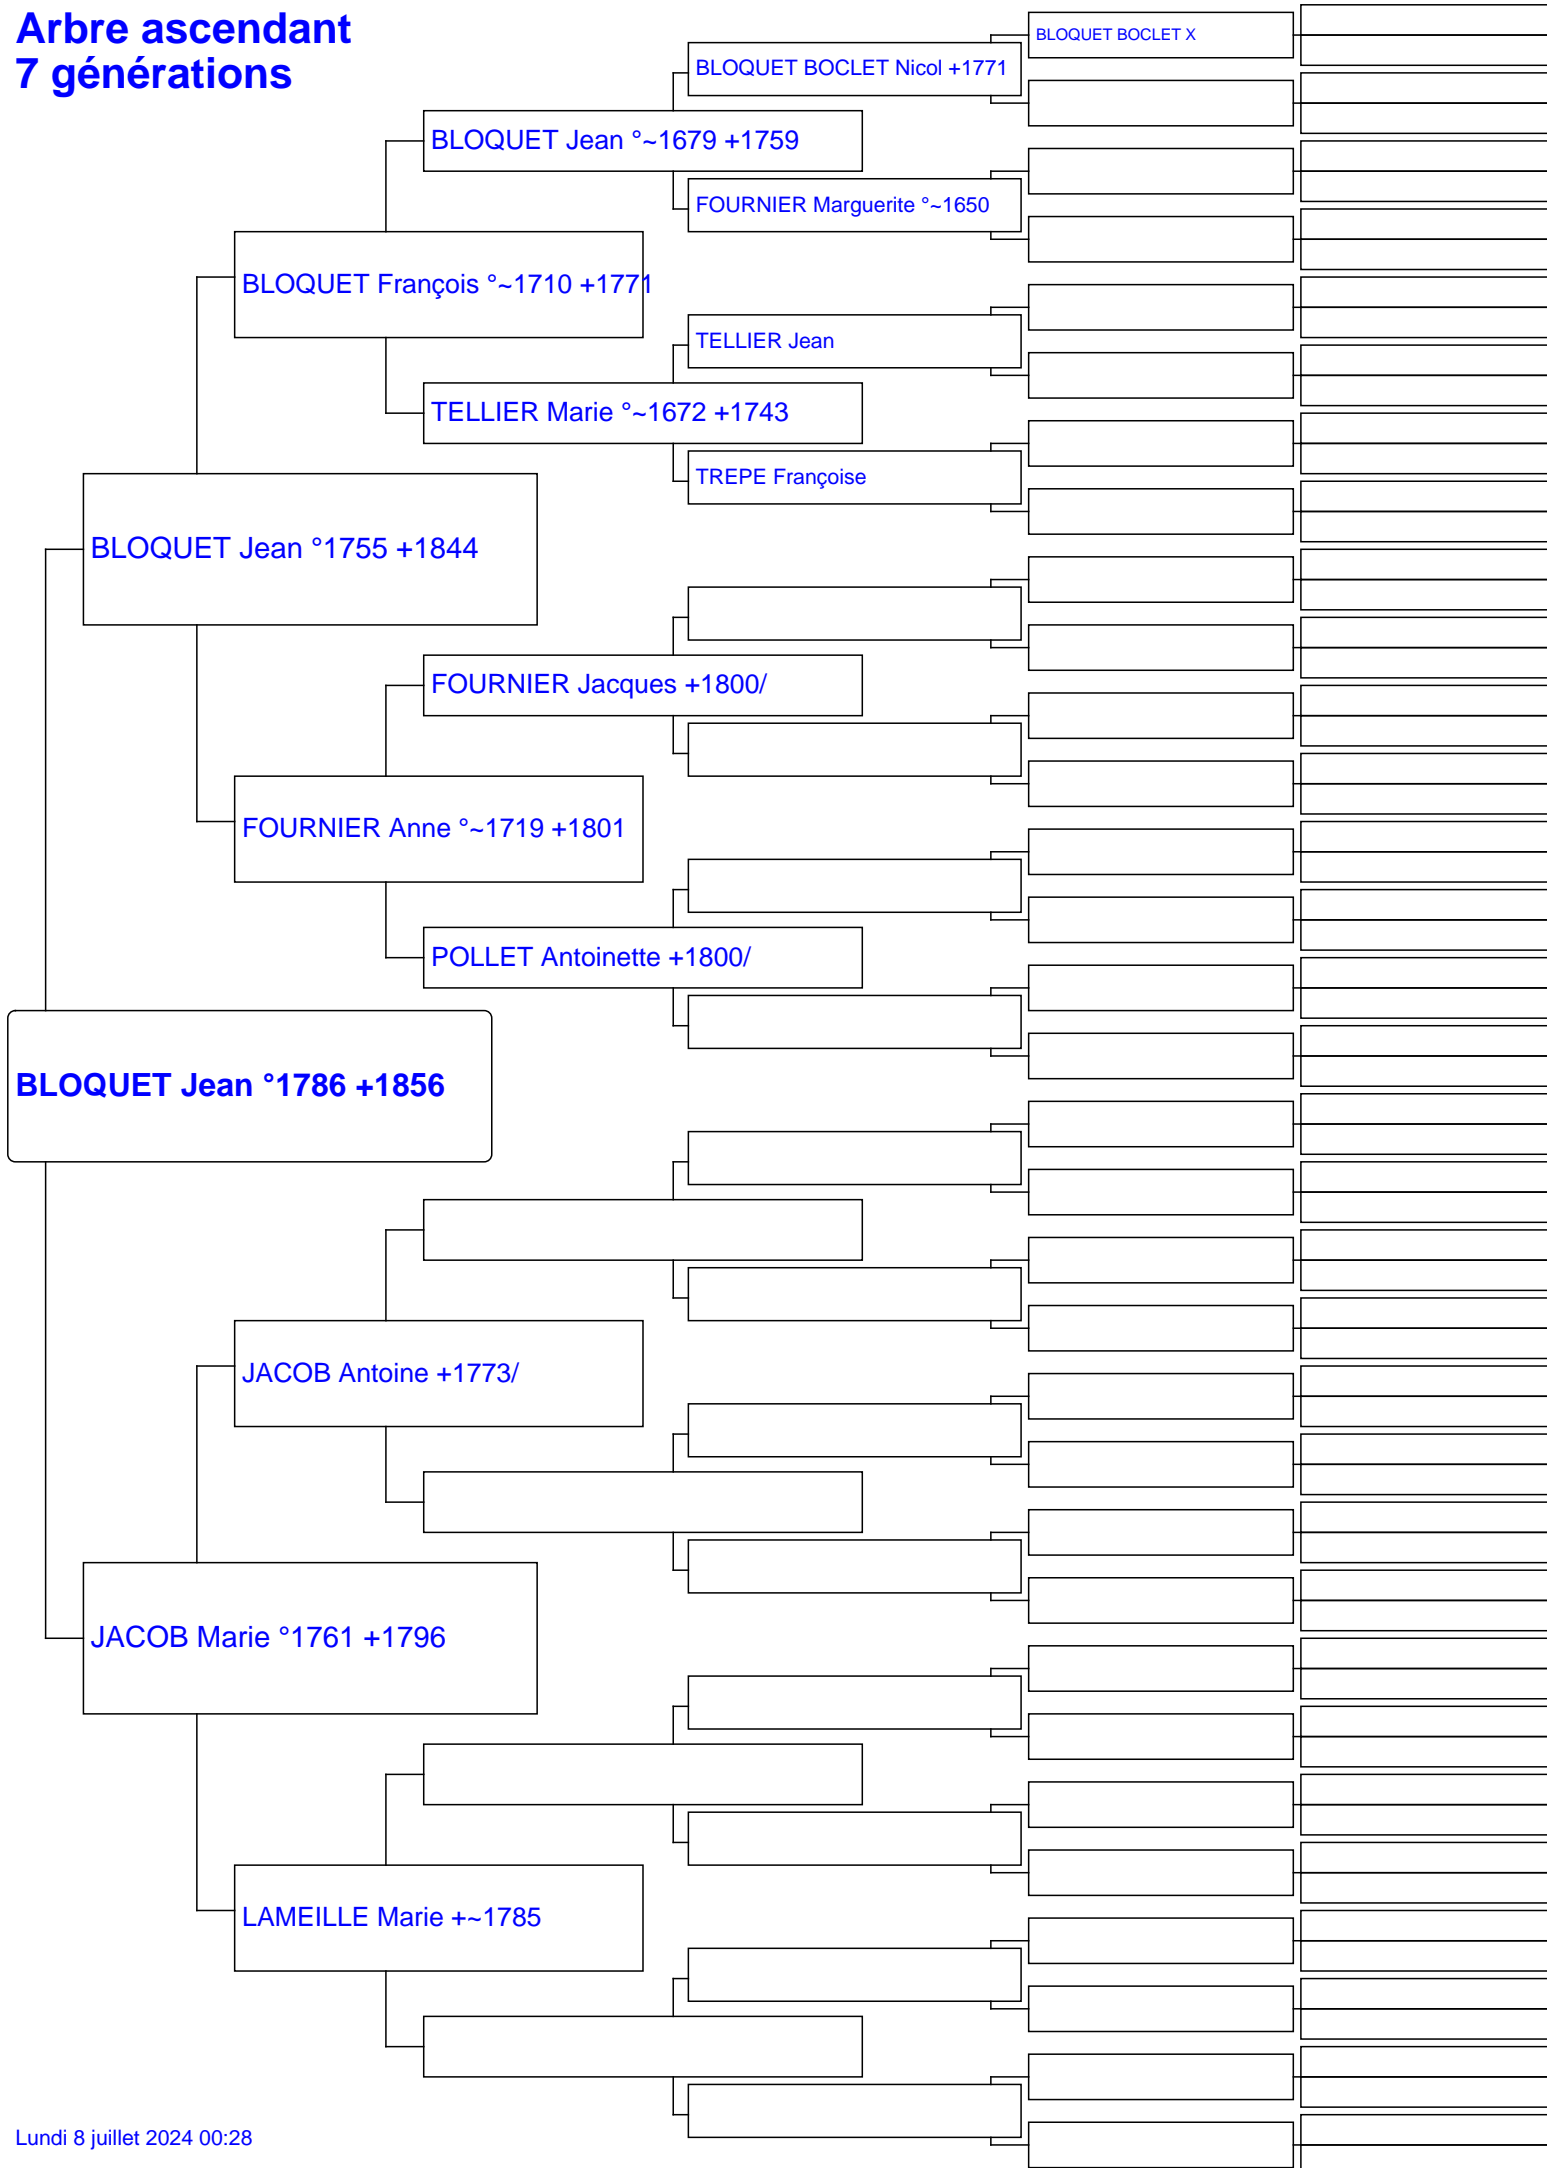 Arbre ascendant
7 générations
BLOQUET BOCLET X
BLOQUET BOCLET Nicol +1771
BLOQUET Jean °~1679 +1759
FOURNIER Marguerite °~1650
BLOQUET François °~1710 +1771
TELLIER Jean
TELLIER Marie °~1672 +1743
TREPE Françoise
BLOQUET Jean °1755 +1844
FOURNIER Jacques +1800/
FOURNIER Anne °~1719 +1801
POLLET Antoinette +1800/
BLOQUET Jean °1786 +1856
JACOB Antoine +1773/
JACOB Marie °1761 +1796
LAMEILLE Marie +~1785
Lundi 8 juillet 2024 00:28